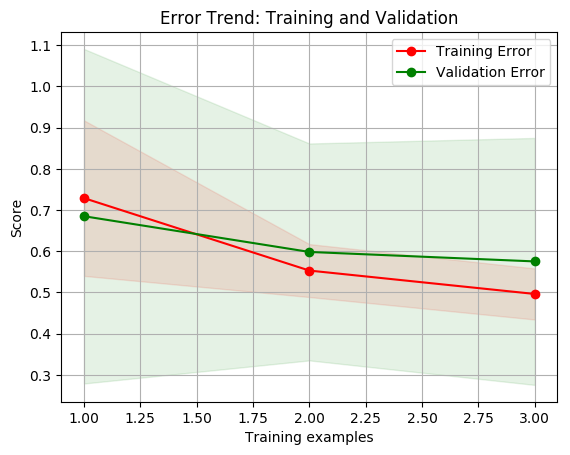 Error Trend: Training and Validation
Training Error
Validation Error
Score
1.1
1.0
0.9
0.8
0.7
0.6
0.5
0.4
0.3
1.00 1.25 1.50 1.75 2.00 2.25 2.50 2.75 3.00
Training examples